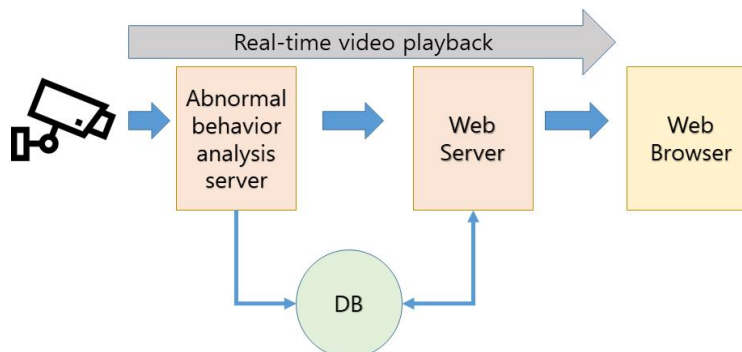 Real-time video playback
Abnormal
behavior
analysis
server
Web
Server
Web
Browser
DB